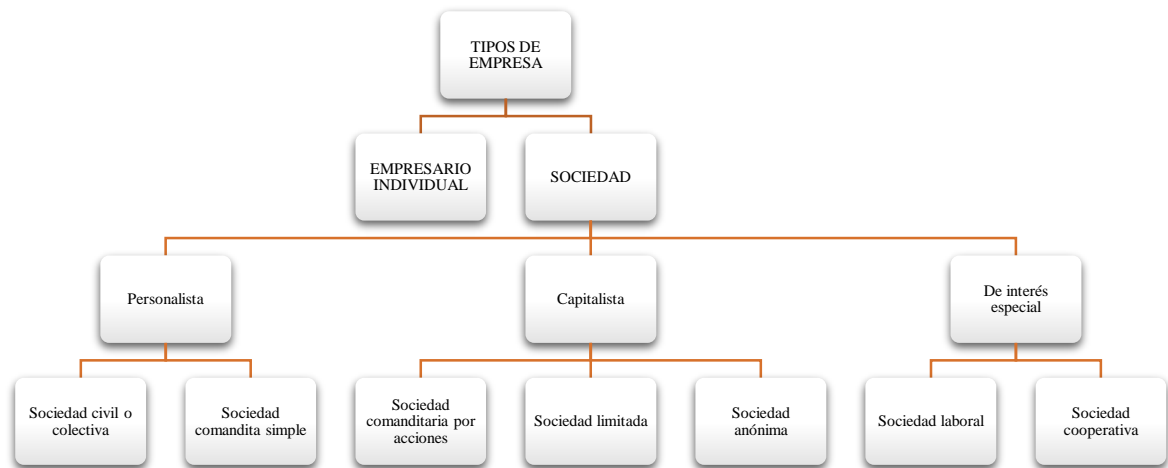 TIPOS DE
EMPRESA
EMPRESARIO
INDIVIDUAL
SOCIEDAD
Personalista
Capitalista
De interés
especial
Sociedad civil o
colectiva
Sociedad
comandita simple
Sociedad
comanditaria por
acciones
Sociedad limitada
Sociedad
anónima
Sociedad laboral
Sociedad
cooperativa